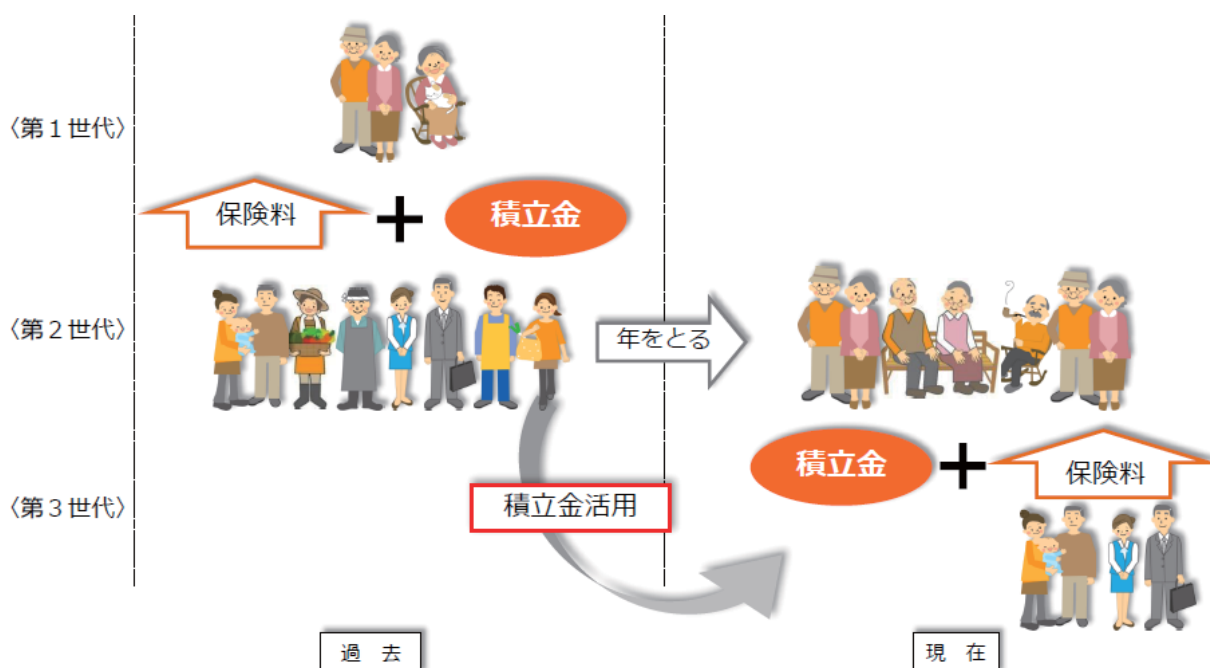 〈第１世代〉
保険料
＋
積立金
〈第２世代〉
年をとる
積立金
＋
保険料
〈第３世代〉
積立金活用
過　去
現　在